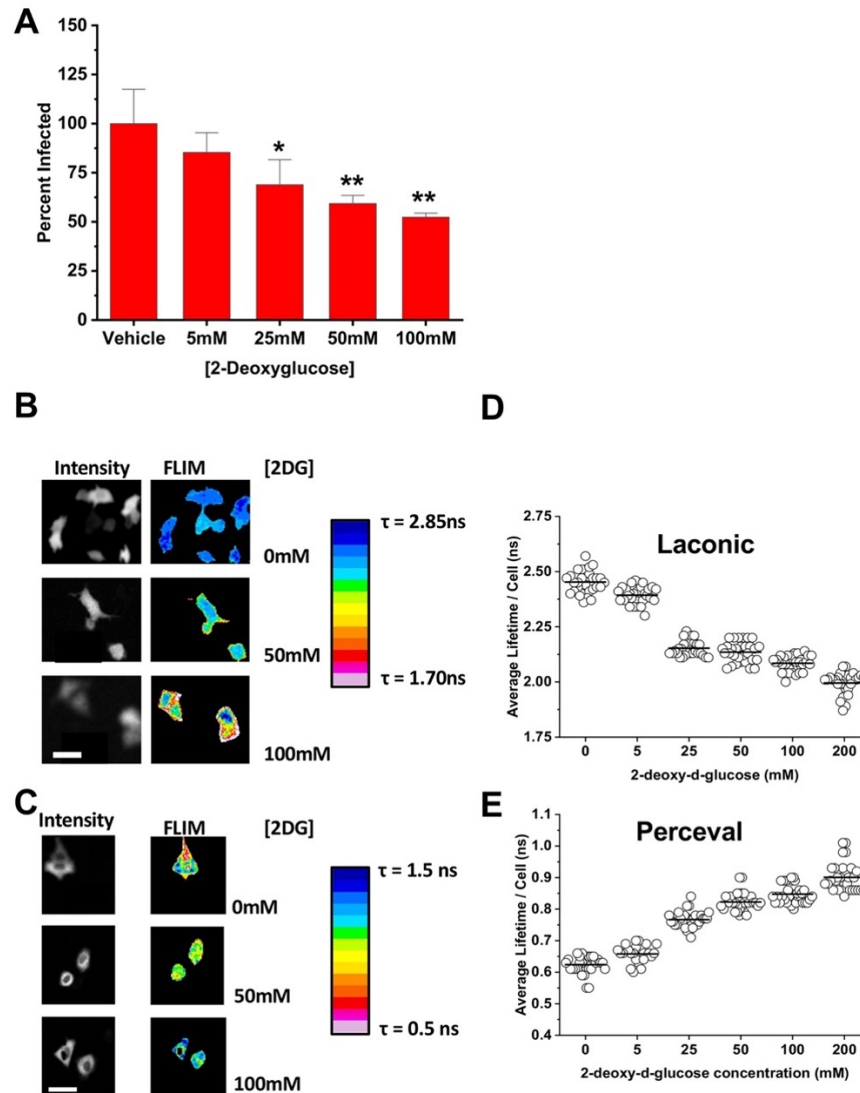 A
150
125
100
75
50
25
0
Percent Infected
*
**
**
Vehicle 5mM 25mM 50mM 100mM
[2-Deoxyglucose]
B
Intensity FLIM [2DG]
0mM
50mM
100mM
τ = 2.85ns
τ = 1.70ns
C
Intensity FLIM [2DG]
0mM
50mM
100mM
τ = 1.5 ns
τ = 0.5 ns
D
Laconic
2.75
2.50
2.25
2.00
1.75
Average Lifetime / Cell (ns)
0 5 25 50 100 200
2-deoxy-d-glucose (mM)
E
Perceval
1.1
1.0
0.9
0.8
0.7
0.6
0.5
0.4
Average Lifetime / Cell (ns)
0 5 25 50 100 200
2-deoxy-d-glucose concentration (mM)